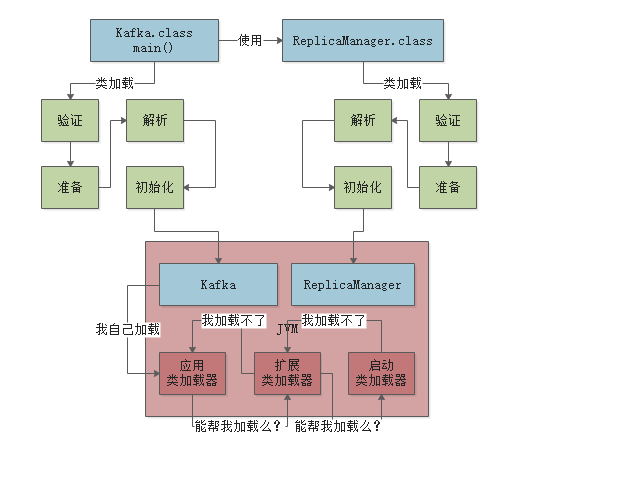 Kafka.class
main()
使用
ReplicaManager.class
类加载
类加载
验证
解析
解析
验证
准备
初始化
初始化
准备
Kafka
ReplicaManager
我自己加载
我加载不了
我加载不了
JVM
应用
类加载器
扩展
类加载器
启动
类加载器
能帮我加载么?
能帮我加载么?